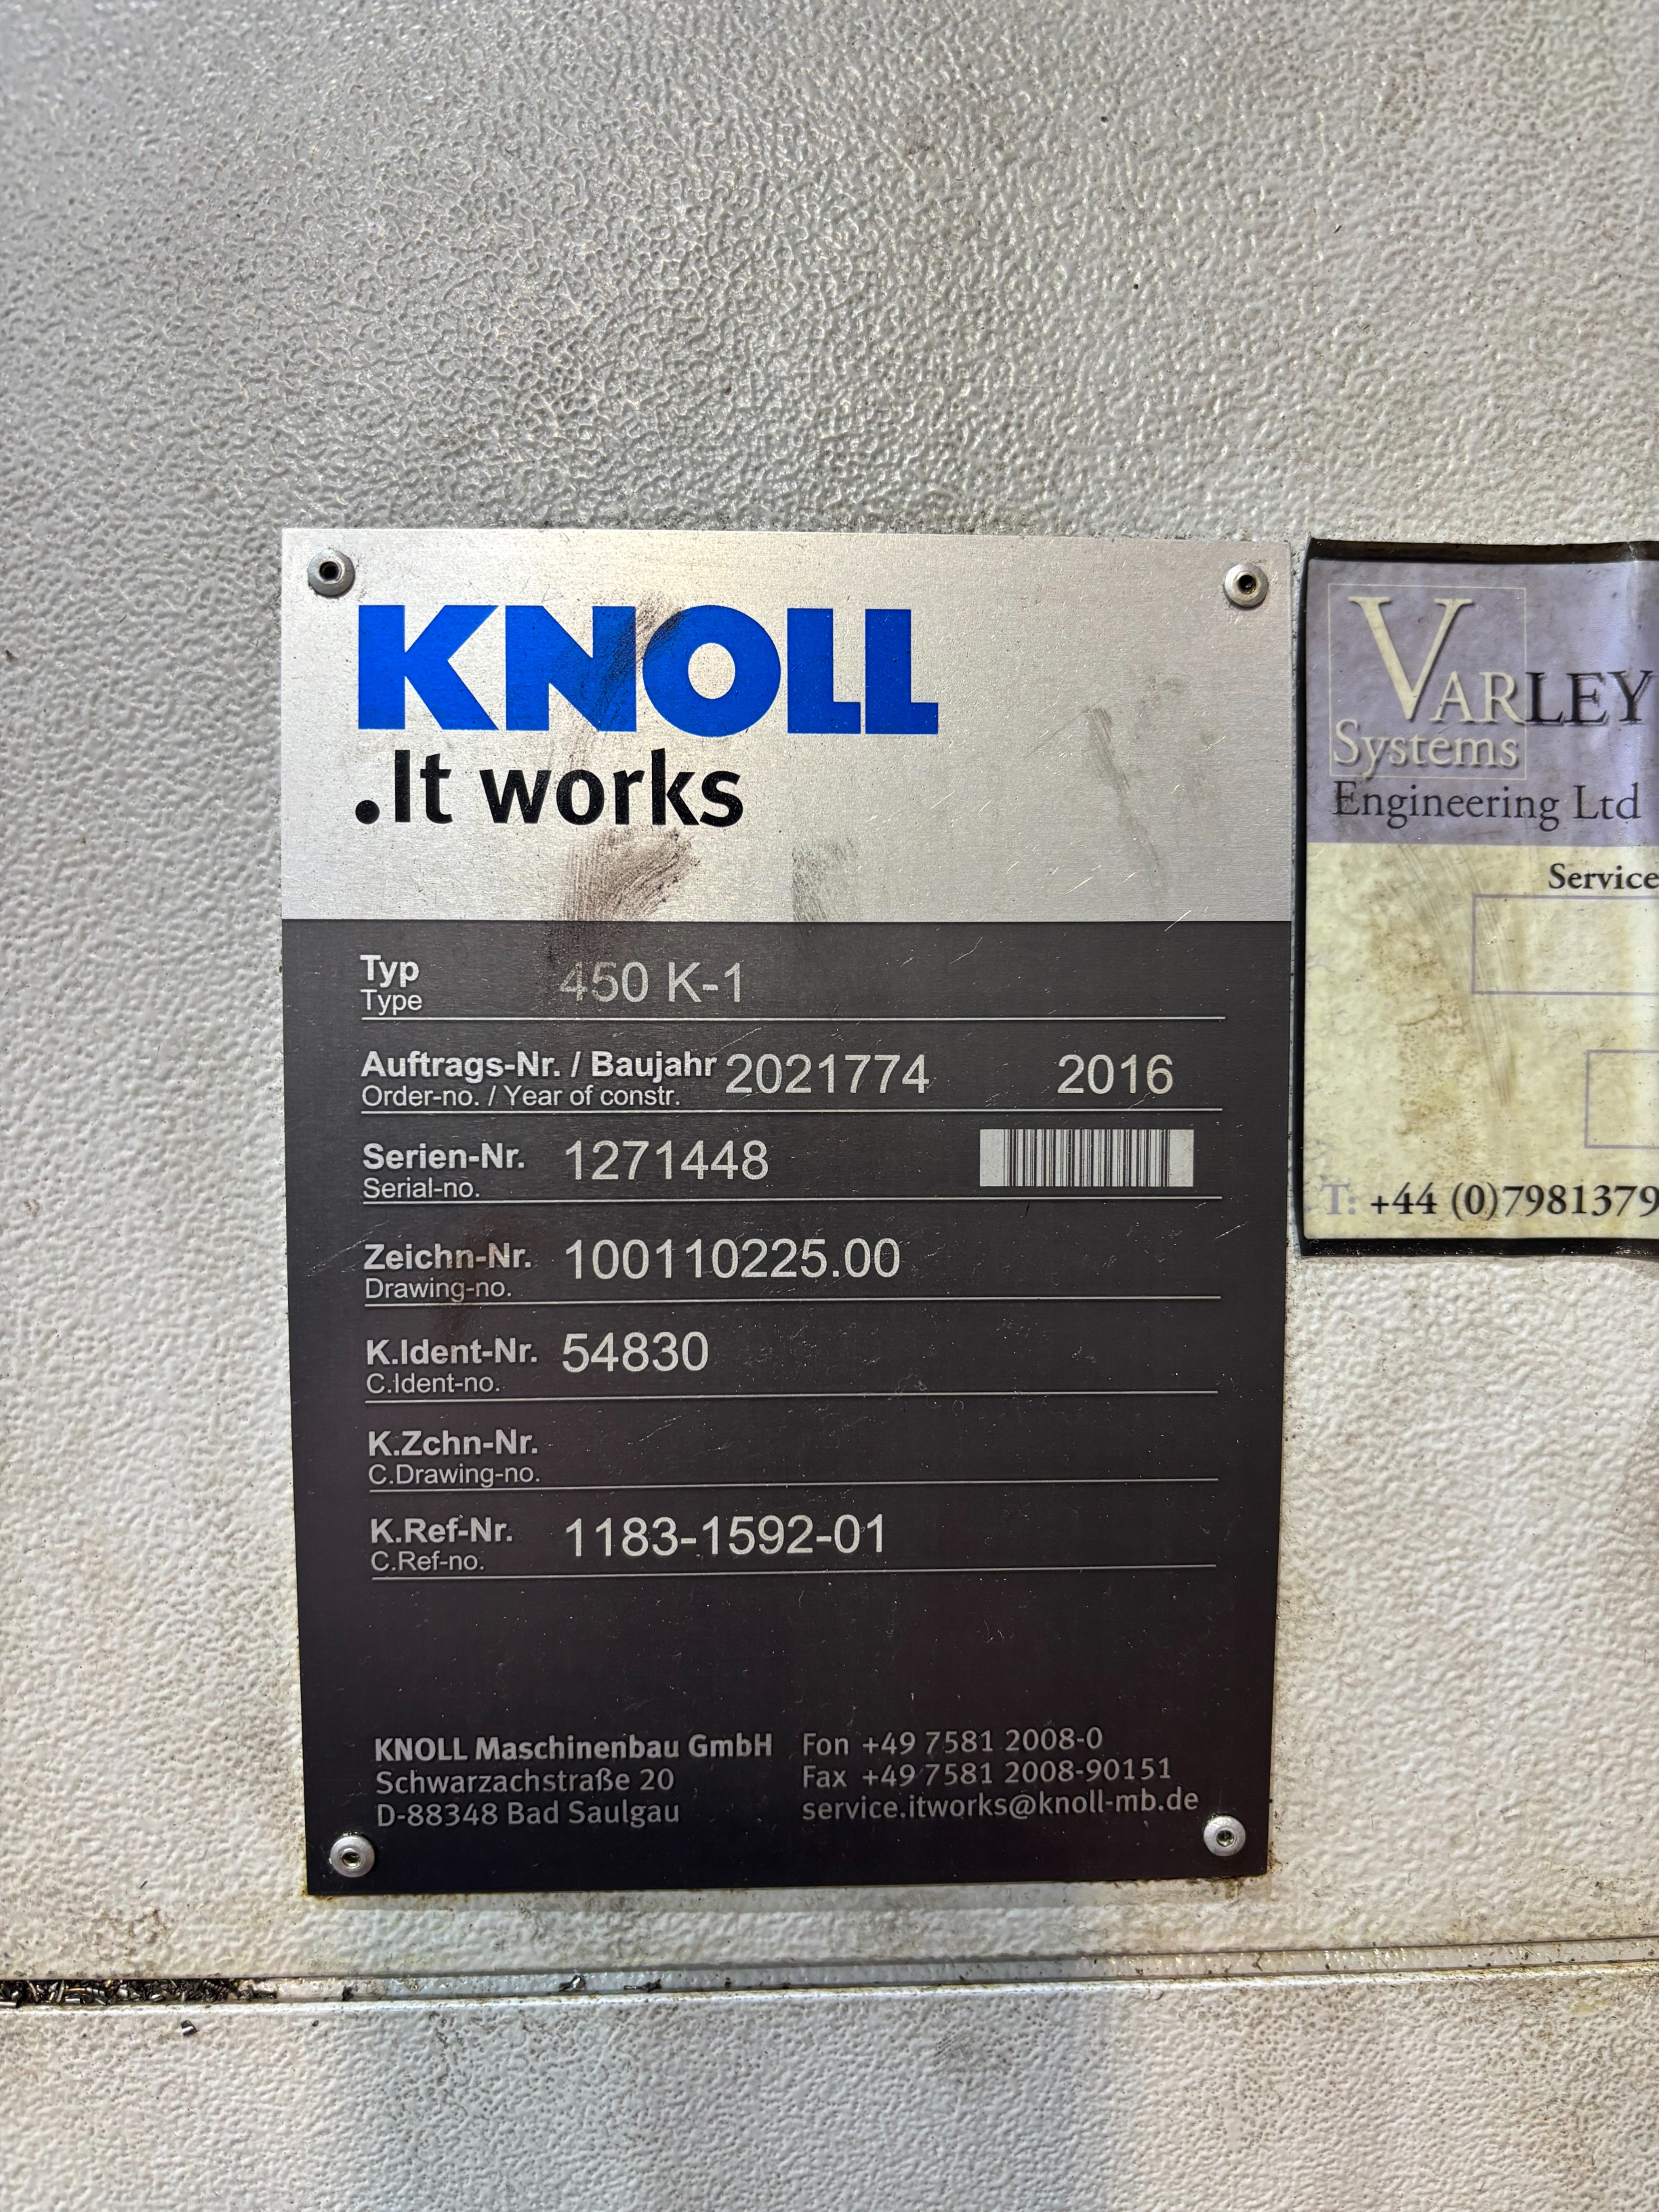 KNOLL
.It works
Typ
Type
450 K-1
Auftrags-Nr. / Baujahr 2021774 2016
Order-no. / Year of constr.
Serien-Nr. 1271448
Serial-no.
Zeichn-Nr. 100110225.00
Drawing-no.
K.Ident-Nr. 54830
C.Ident-no.
K.Zchn-Nr.
C.Drawing-no.
K.Ref-Nr. 1183-1592-01
C.Ref-no.
KNOLL Maschinenbau GmbH
Schwarzachstraße 20
D-88348 Bad Saulgau
Fon +49 7581 2008-0
Fax +49 7581 2008-90151
service.itworks@knoll-mb.de
VARLEY
Systems
Engineering Ltd
Service
T: +44 (0)7981379